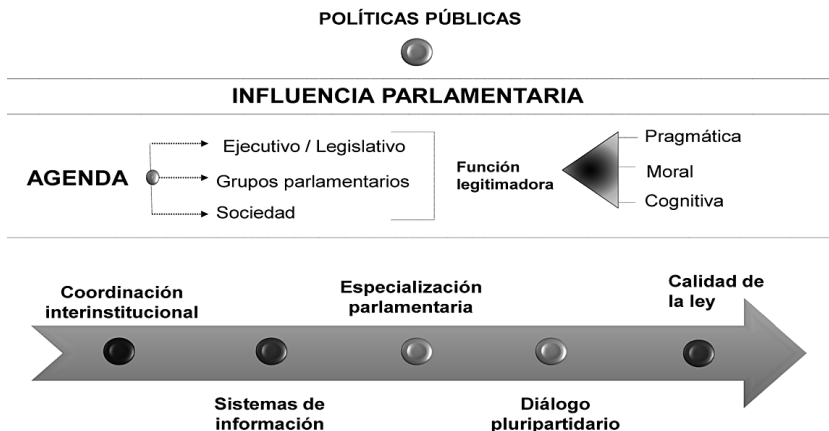 POLÍTICAS PÚBLICAS
INFLUENCIA PARLAMENTARIA
AGENDA
Ejecutivo / Legislativo
Grupos parlamentarios
Sociedad
Función
legitimadora
Pragmática
Moral
Cognitiva
Coordinación
interinstitucional
Sistemas de
información
Especialización
parlamentaria
Diálogo
pluripartidario
Calidad de
la ley